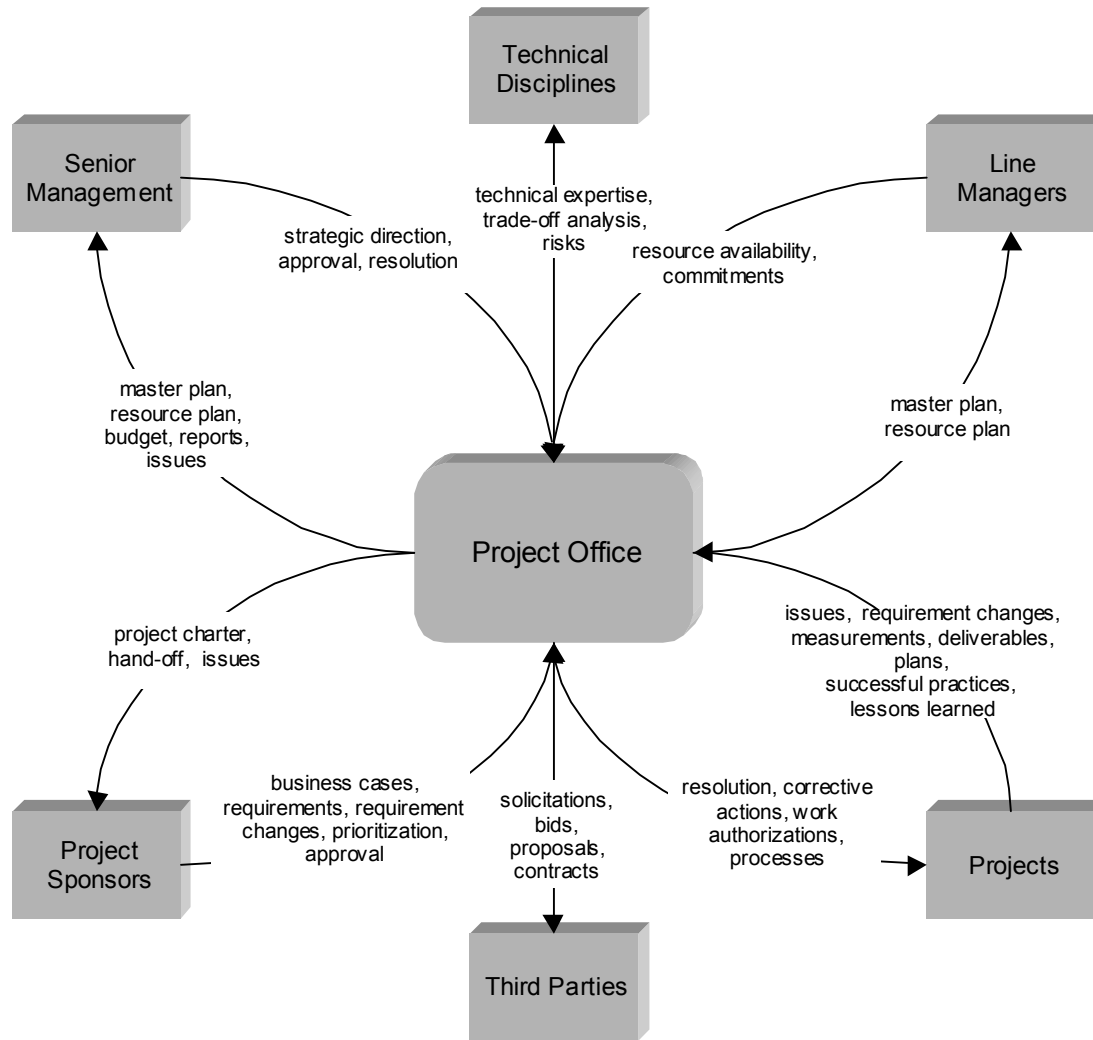 Technical
Disciplines
Senior
Management
Line
Managers
technical expertise,
trade-off analysis,
risks
strategic direction,
approval, resolution
resource availability,
commitments
master plan,
resource plan,
budget, reports,
issues
master plan,
resource plan
Project Office
project charter,
hand-off, issues
issues, requirement changes,
measurements, deliverables,
plans,
successful practices,
lessons learned
business cases,
requirements, requirement
changes, prioritization,
approval
solicitations,
bids,
proposals,
contracts
resolution, corrective
actions, work
authorizations,
processes
Project
Sponsors
Projects
Third Parties